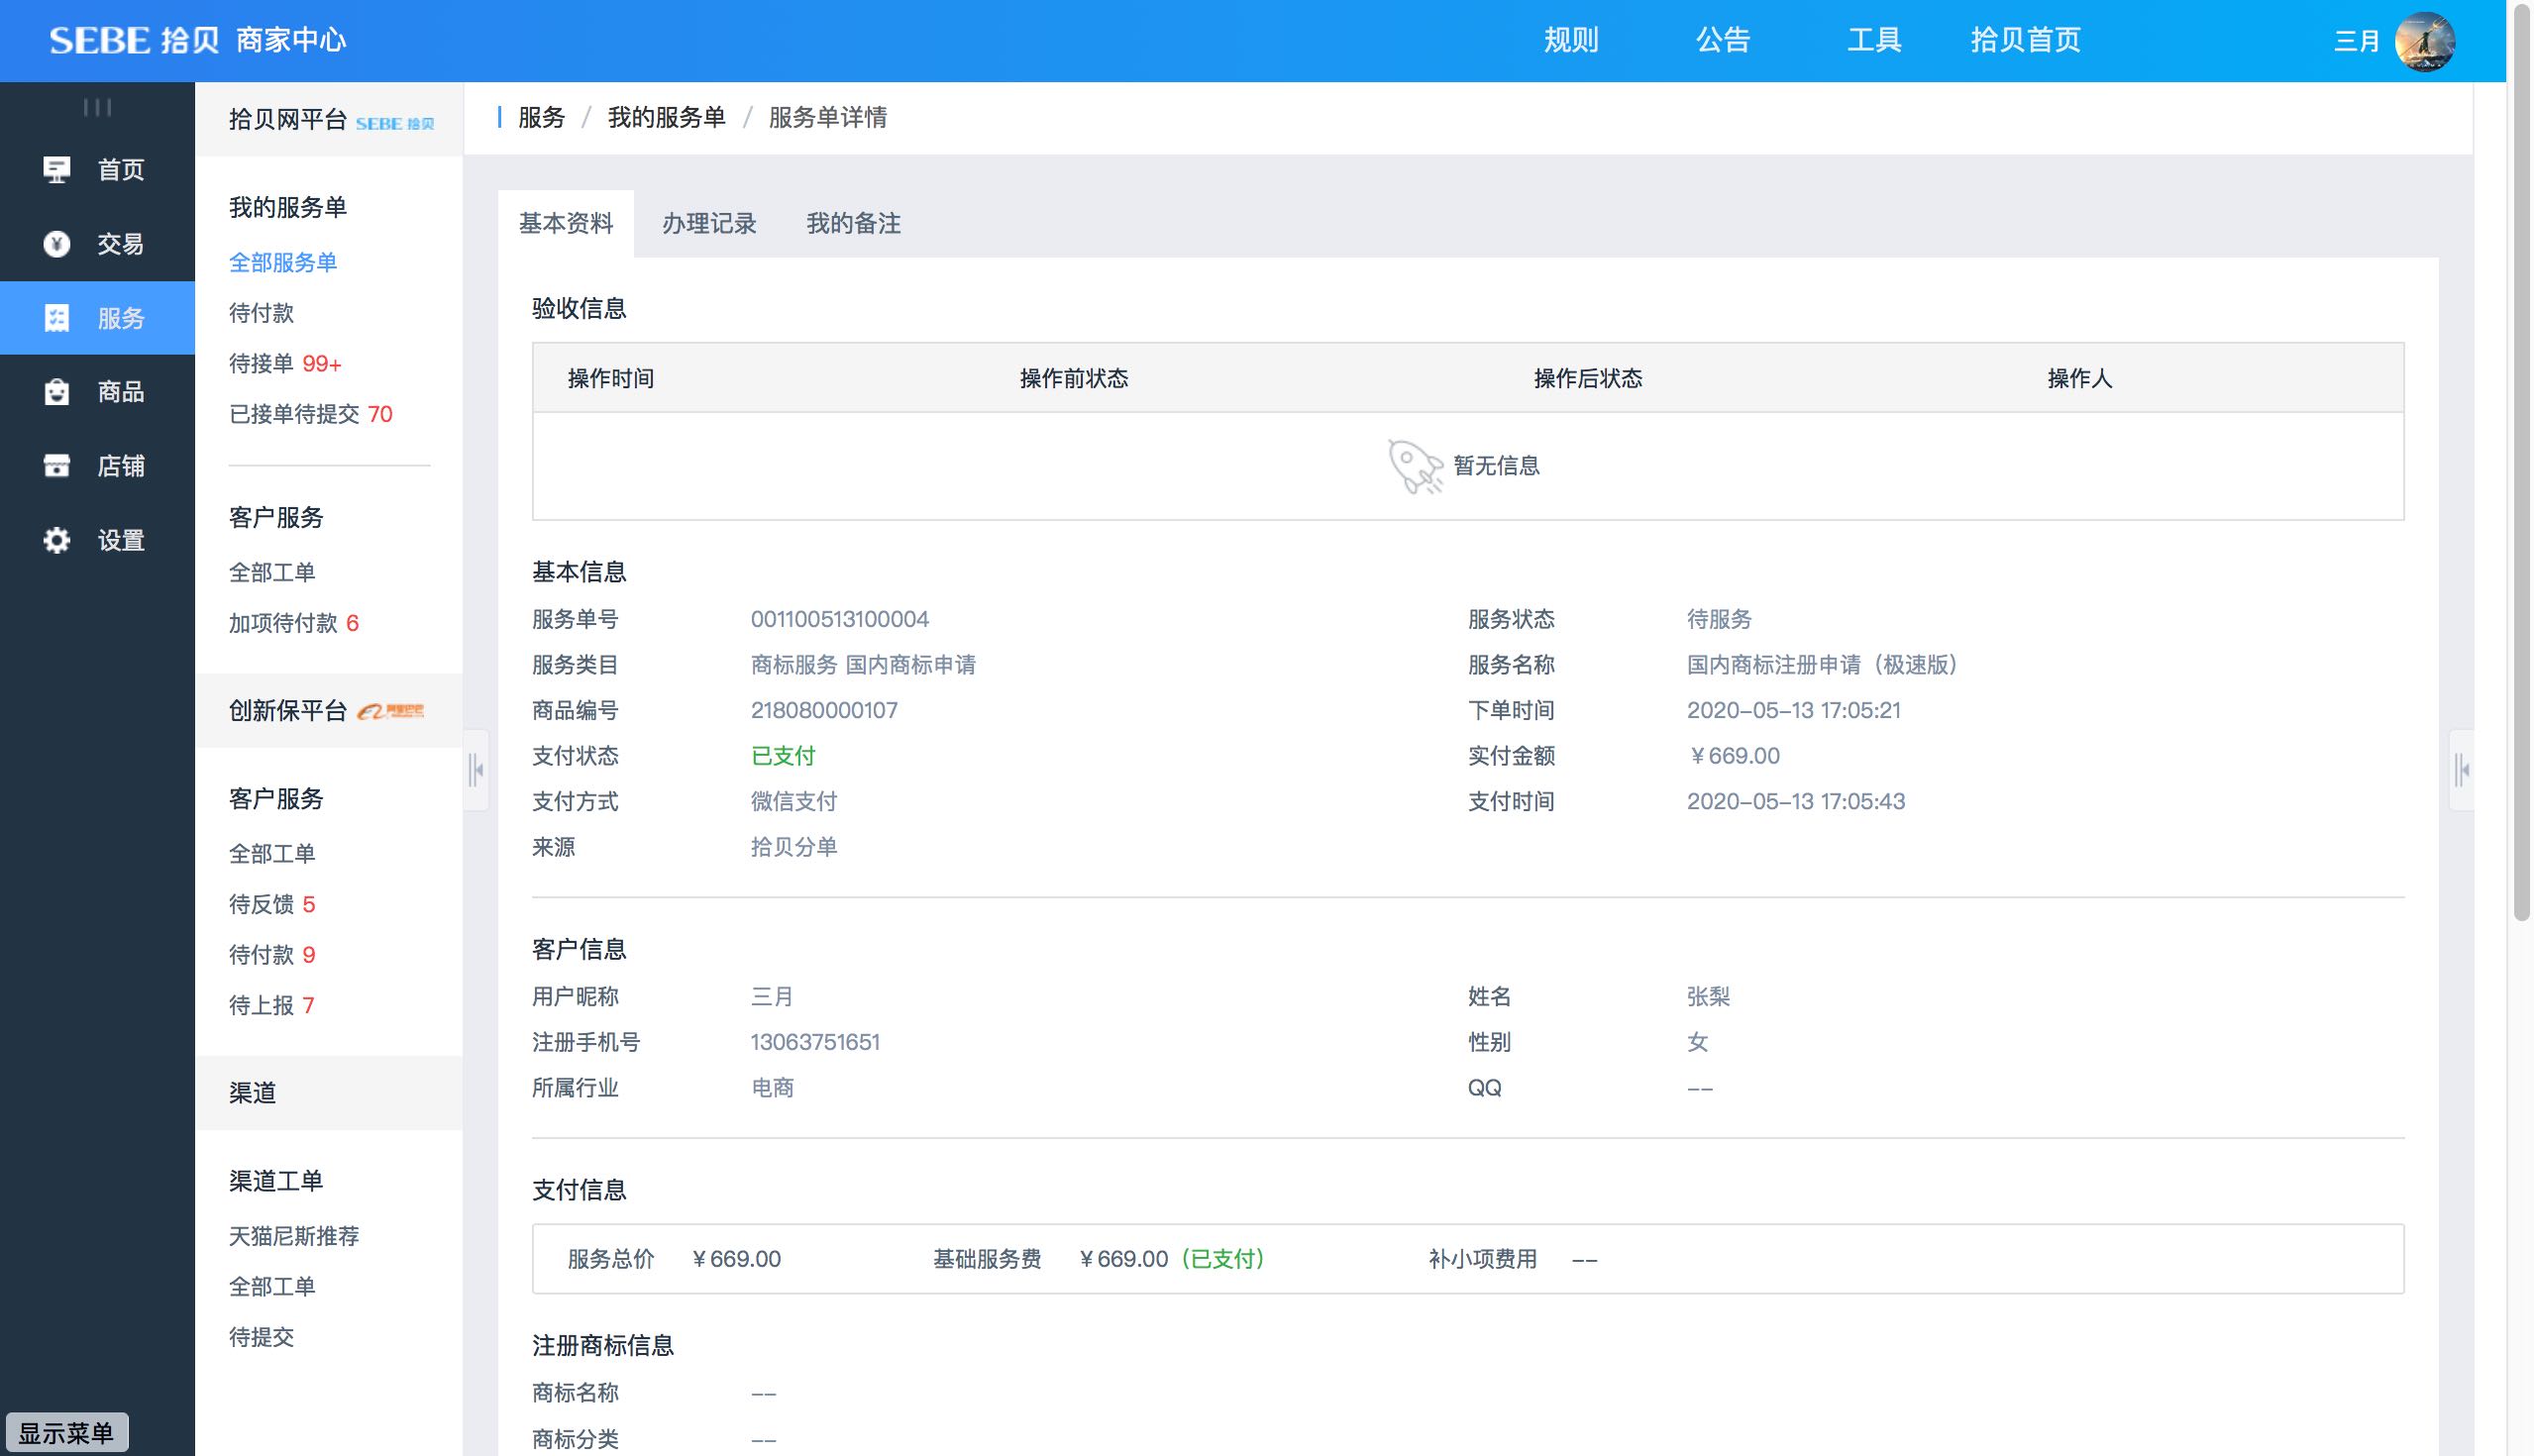 SEBE 拾贝 商家中心
规则 公告 工具 拾贝首页 三月
首页
交易
服务
商品
店铺
设置
显示菜单
拾贝网平台 SEBE 拾贝
我的服务单
全部服务单
待付款
待接单 99+
已接单待提交 70
客户服务
全部工单
加项待付款 6
创新保平台 阿里巴巴
客户服务
全部工单
待反馈 5
待付款 9
待上报 7
渠道
渠道工单
天猫尼斯推荐
全部工单
待提交
服务 / 我的服务单 / 服务单详情
基本资料 办理记录 我的备注
验收信息
操作时间 操作前状态 操作后状态 操作人
暂无信息
基本信息
服务单号 001100513100004 服务状态 待服务
服务类目 商标服务 国内商标申请 服务名称 国内商标注册申请（极速版）
商品编号 218080000107 下单时间 2020-05-13 17:05:21
支付状态 已支付 实付金额 ￥669.00
支付方式 微信支付 支付时间 2020-05-13 17:05:43
来源 拾贝分单
客户信息
用户昵称 三月 姓名 张梨
注册手机号 13063751651 性别 女
所属行业 电商 QQ --
支付信息
服务总价 ￥669.00 基础服务费 ￥669.00（已支付） 补小项费用 --
注册商标信息
商标名称 --
商标分类 --